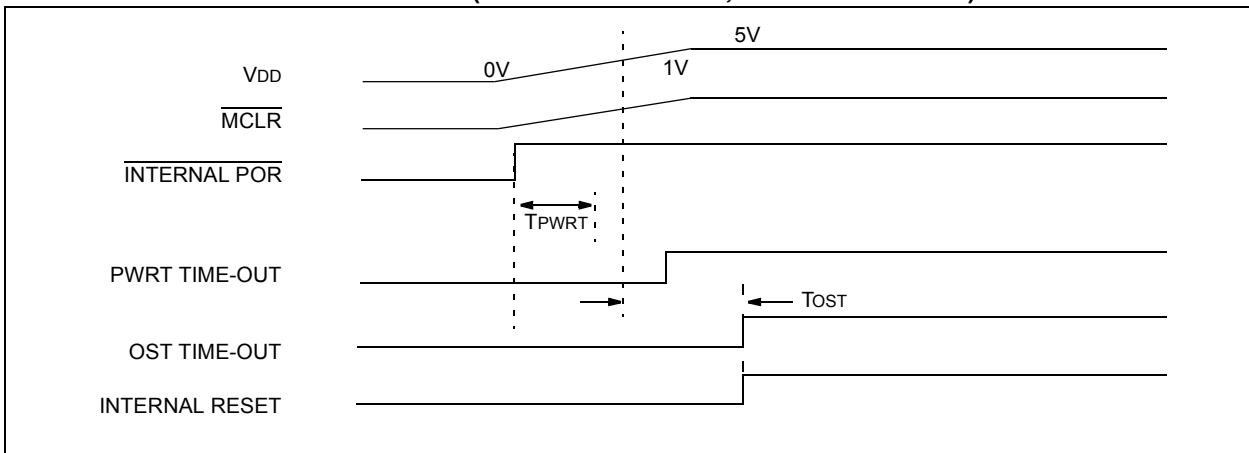 5V
VDD
0V
1V
MCLR
INTERNAL POR
TPWRT
PWRT TIME-OUT
TOST
OST TIME-OUT
INTERNAL RESET